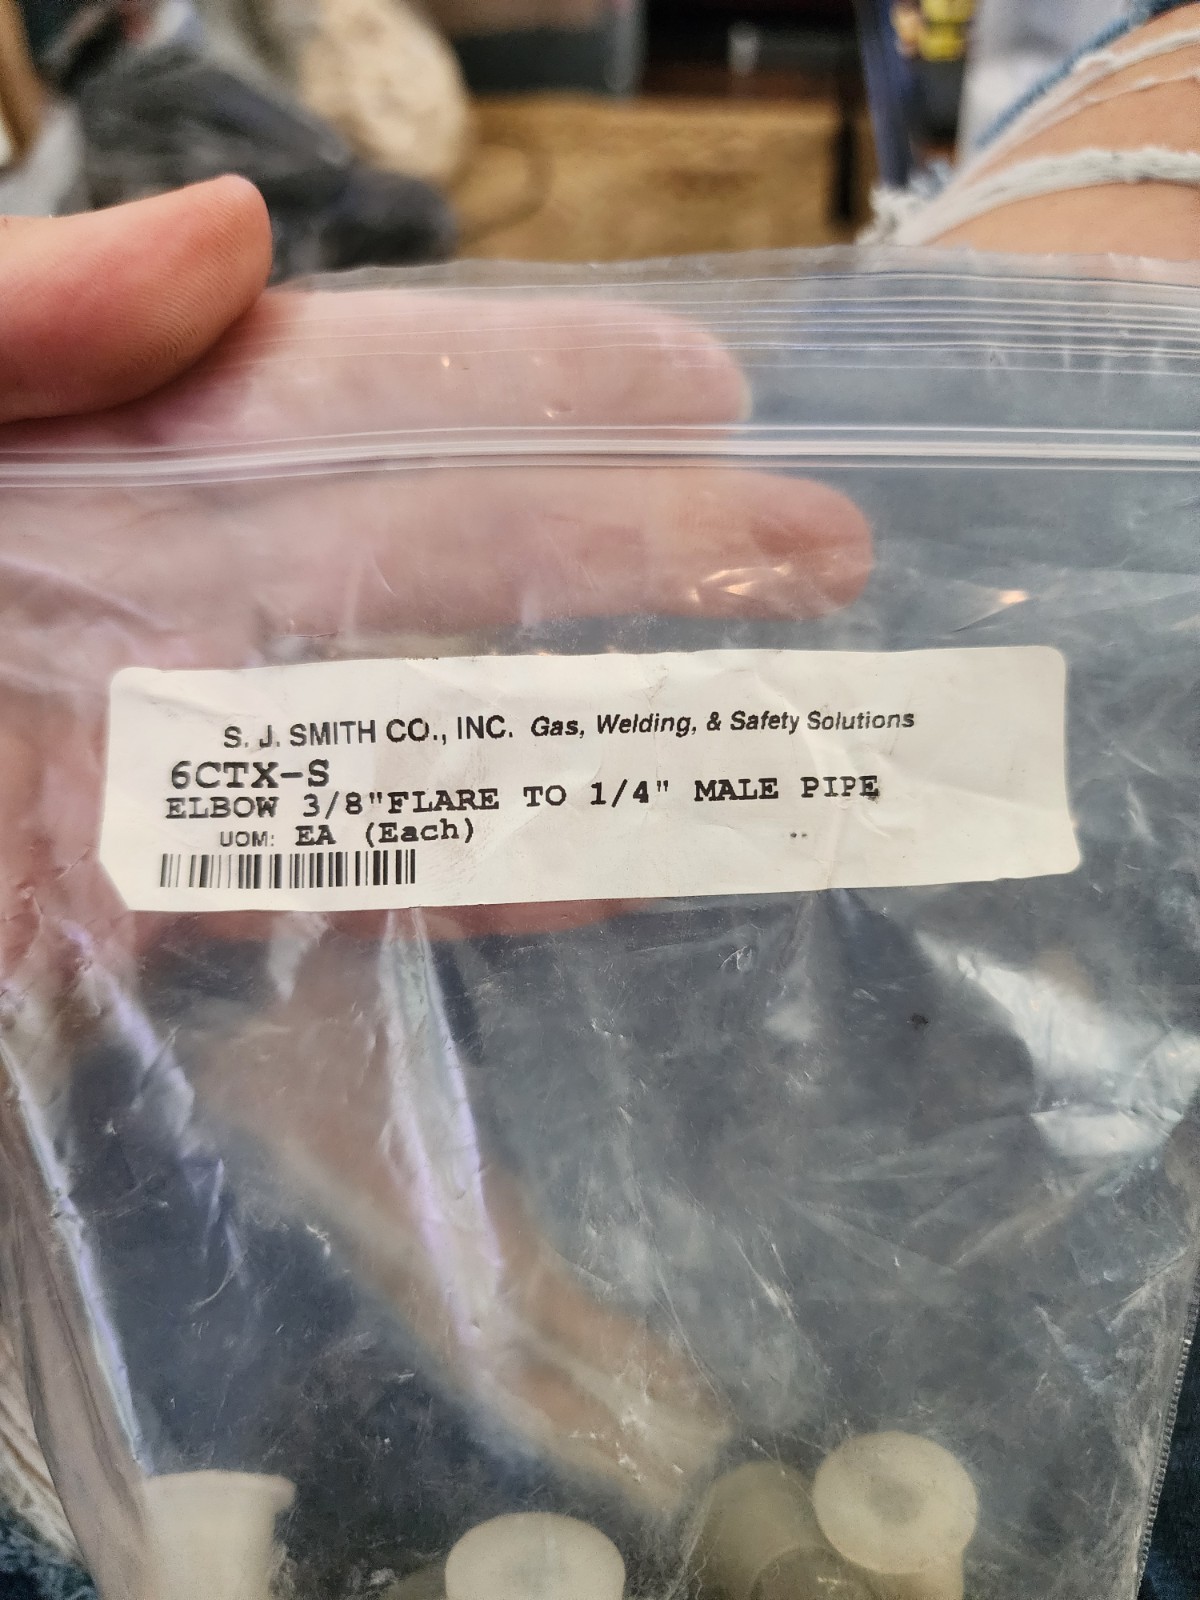 S. J. SMITH CO., INC. Gas, Welding, & Safety Solutions
6CTX-S
ELBOW 3/8"FLARE TO 1/4" MALE PIPE
UOM: EA (Each)